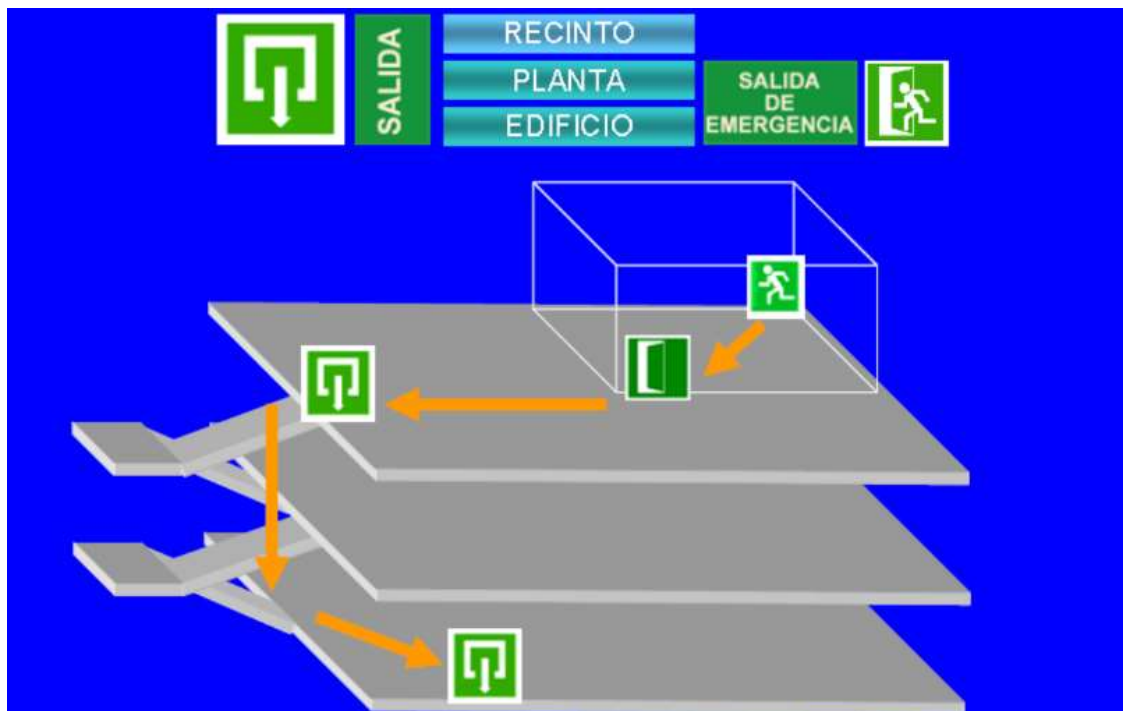 SALIDA
RECINTO
PLANTA
EDIFICIO
SALIDA
DE
EMERGENCIA